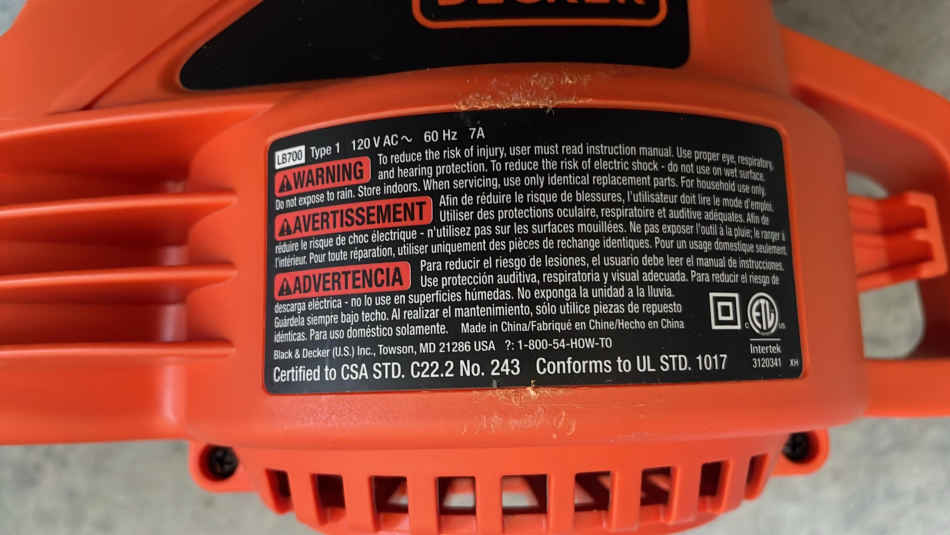 DECKER
LB700 Type 1 120 V AC~ 60 Hz 7A
WARNING To reduce the risk of injury, user must read instruction manual. Use proper eye, respiratory,
and hearing protection. To reduce the risk of electric shock - do not use on wet surface.
Do not expose to rain. Store indoors. When servicing, use only identical replacement parts. For household use only.
AVERTISSEMENT Afin de réduire le risque de blessures, l'utilisateur doit lire le mode d'emploi.
Utiliser des protections oculaire, respiratoire et auditive adéquates. Afin de
réduire le risque de choc électrique - n'utilisez pas sur les surfaces mouillées. Ne pas exposer l'outil à la pluie; le ranger à
l'intérieur. Pour toute réparation, utiliser uniquement des pièces de rechange identiques. Pour un usage domestique seulement.
ADVERTENCIA Para reducir el riesgo de lesiones, el usuario debe leer el manual de instrucciones.
Use protección auditiva, respiratoria y visual adecuada. Para reducir el riesgo de
descarga eléctrica - no lo use en superficies húmedas. No exponga la unidad a la lluvia.
Guárdela siempre bajo techo. Al realizar el mantenimiento, sólo utilice piezas de repuesto
idénticas. Para uso doméstico solamente. Made in China/Fabriqué en Chine/Hecho en China
Black & Decker (U.S.) Inc., Towson, MD 21286 USA ?: 1-800-54-HOW-TO
Certified to CSA STD. C22.2 No. 243 Conforms to UL STD. 1017
C ETL US
Intertek
3120341 XH